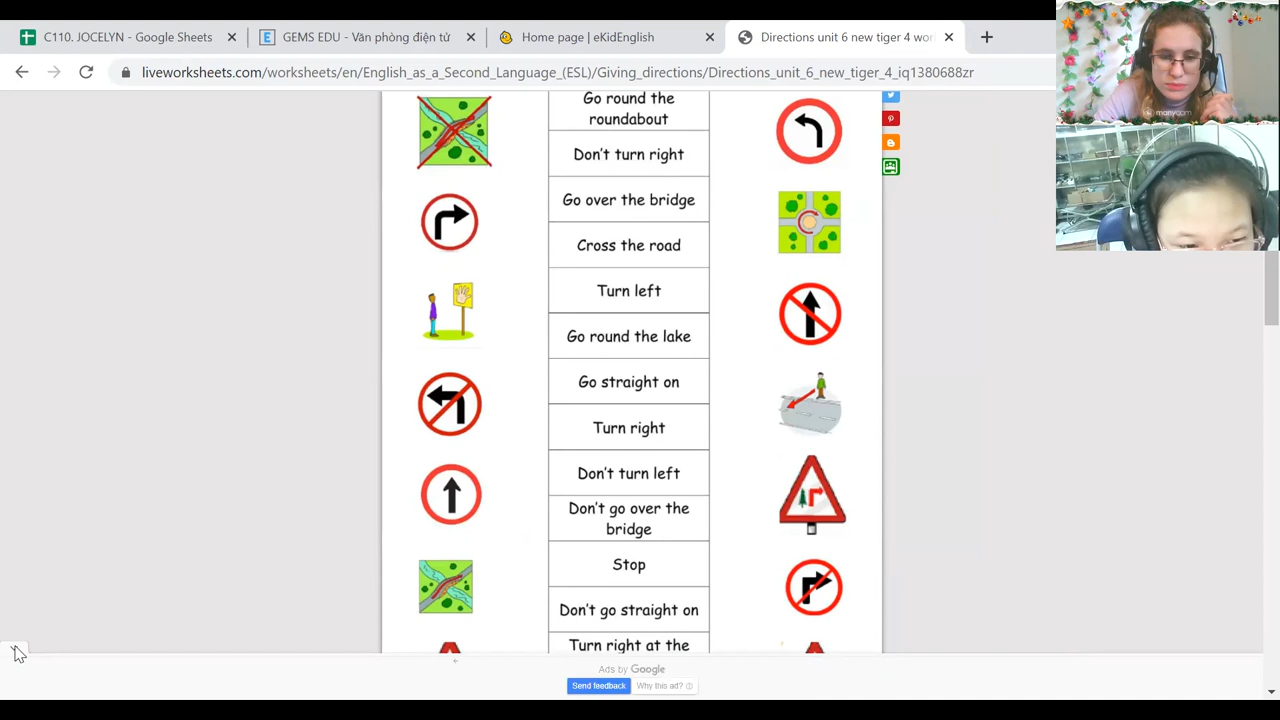 C110. JOCELYN - Google Sheets
GEMS EDU - Văn phòng điện tử
Home page | eKidEnglish
Directions unit 6 new tiger 4 wor
liveworksheets.com/worksheets/en/English_as_a_Second_Language_(ESL)/Giving_directions/Directions_unit_6_new_tiger_4_iq1380688zr
manycam
Go round the
roundabout
Don't turn right
Go over the bridge
Cross the road
Turn left
Go round the lake
Go straight on
Turn right
Don't turn left
Don't go over the
bridge
Stop
Don't go straight on
Turn right at the
Ads by Google
Send feedback
Why this ad?